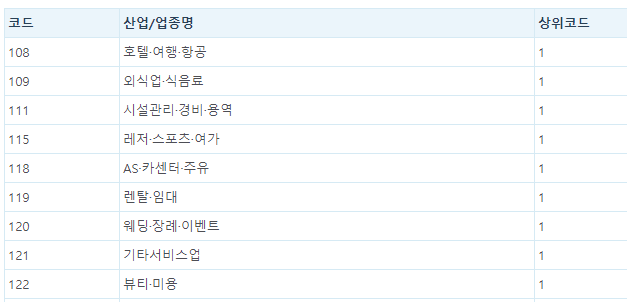 코드 산업/업종명 상위코드
108 호텔·여행·항공 1
109 외식업·식음료 1
111 시설관리·경비·용역 1
115 레저·스포츠·여가 1
118 AS·카센터·주유 1
119 렌탈·임대 1
120 웨딩·장례·이벤트 1
121 기타서비스업 1
122 뷰티·미용 1